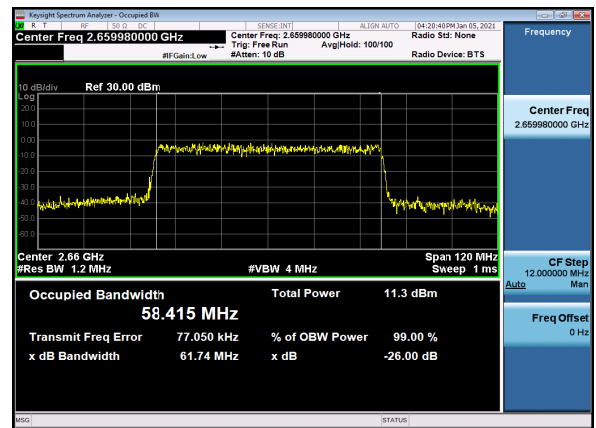 Keysight Spectrum Analyzer - Occupied BW
R T RF 50 Ω DC SENSE:INT ALIGN AUTO 04:20:40 PM Jan 05, 2021
Center Freq 2.659980000 GHz
Center Freq: 2.659980000 GHz
Radio Std: None
Trig: Free Run Avg|Hold: 100/100
#IFGain:Low #Atten: 10 dB Radio Device: BTS
10 dB/div Ref 30.00 dBm
Log
20.0
10.0
0.00
-10.0
-20.0
-30.0
-40.0
-50.0
-60.0
Center 2.66 GHz Span 120 MHz
#Res BW 1.2 MHz #VBW 4 MHz Sweep 1 ms
Occupied Bandwidth Total Power 11.3 dBm
58.415 MHz
Transmit Freq Error 77.050 kHz % of OBW Power 99.00 %
x dB Bandwidth 61.74 MHz x dB -26.00 dB
MSG STATUS
Frequency
Center Freq
2.659980000 GHz
CF Step
12.000000 MHz
Auto Man
Freq Offset
0 Hz